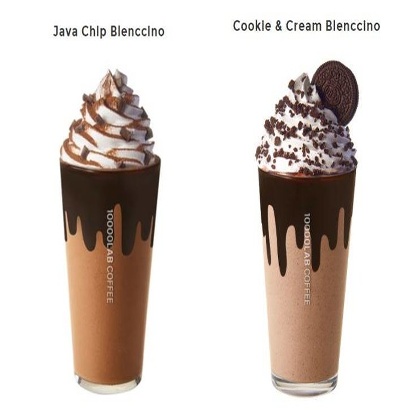 Java Chip Blenccino
Cookie & Cream Blenccino
10000LAB COFFEE
10000LAB COFFEE